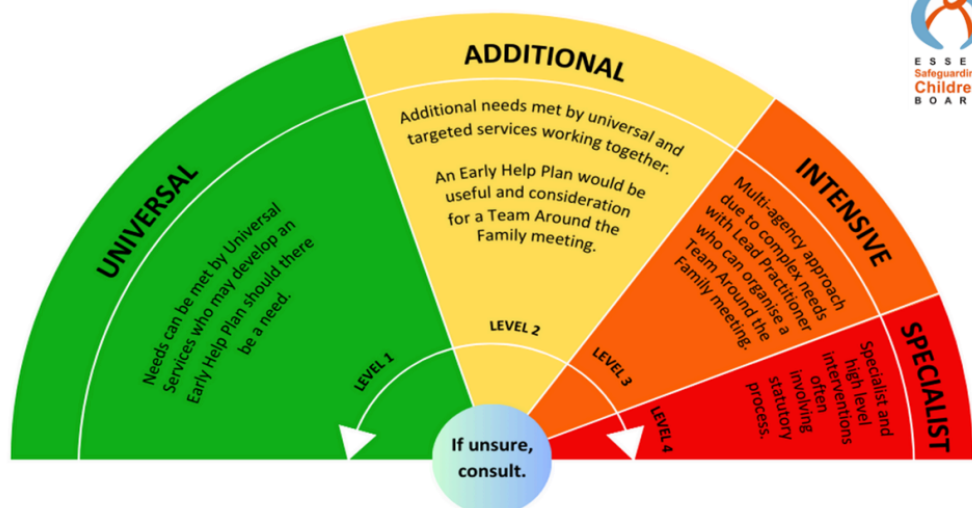 ESSE
Safeguardin
Childre
BOAR
UNIVERSAL
Needs can be met by Universal
Services who may develop an
Early Help Plan should there
be a need.
LEVEL 1
ADDITIONAL
Additional needs met by universal and
targeted services working together.
An Early Help Plan would be
useful and consideration
for a Team Around the
Family meeting.
LEVEL 2
INTENSIVE
Multi-agency approach
due to complex needs
with Lead Practitioner
who can organise a
Team Around the
Family meeting.
LEVEL 3
SPECIALIST
Specialist and
high level
interventions
often
involving
statutory
process.
LEVEL 4
If unsure,
consult.